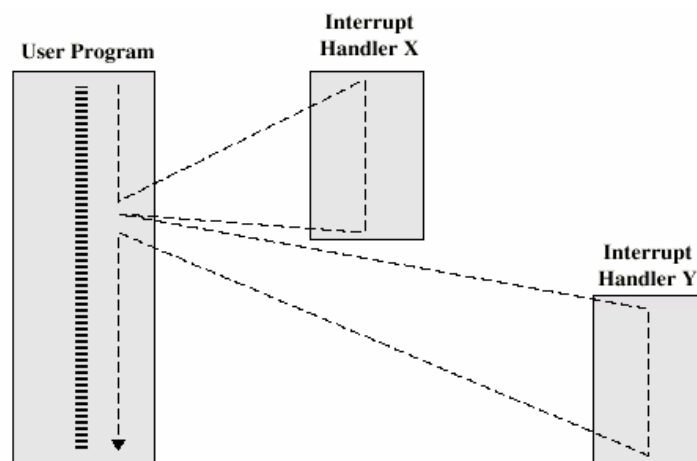 User Program
Interrupt
Handler X
Interrupt
Handler Y